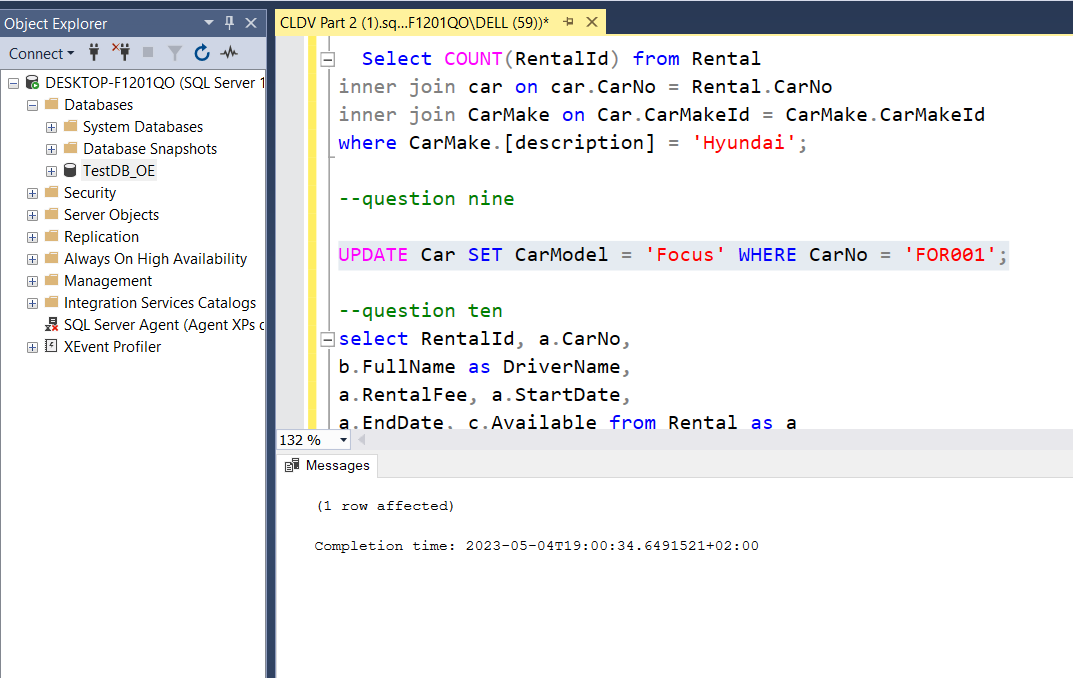 Object Explorer
Connect
DESKTOP-F1201QO (SQL Server 1
Databases
System Databases
Database Snapshots
TestDB_OE
Security
Server Objects
Replication
Always On High Availability
Management
Integration Services Catalogs
SQL Server Agent (Agent XPs
XEvent Profiler
CLDV Part 2 (1).sq...F1201QO\DELL (59))*
Select COUNT(RentalId) from Rental
inner join car on car.CarNo = Rental.CarNo
inner join CarMake on Car.CarMakeId = CarMake.CarMakeId
where CarMake.[description] = 'Hyundai';
--question nine
UPDATE Car SET CarModel = 'Focus' WHERE CarNo = 'FOR001';
--question ten
select RentalId, a.CarNo,
b.FullName as DriverName,
a.RentalFee, a.StartDate,
a.EndDate, c.Available from Rental as a
132 %
Messages
(1 row affected)
Completion time: 2023-05-04T19:00:34.6491521+02:00